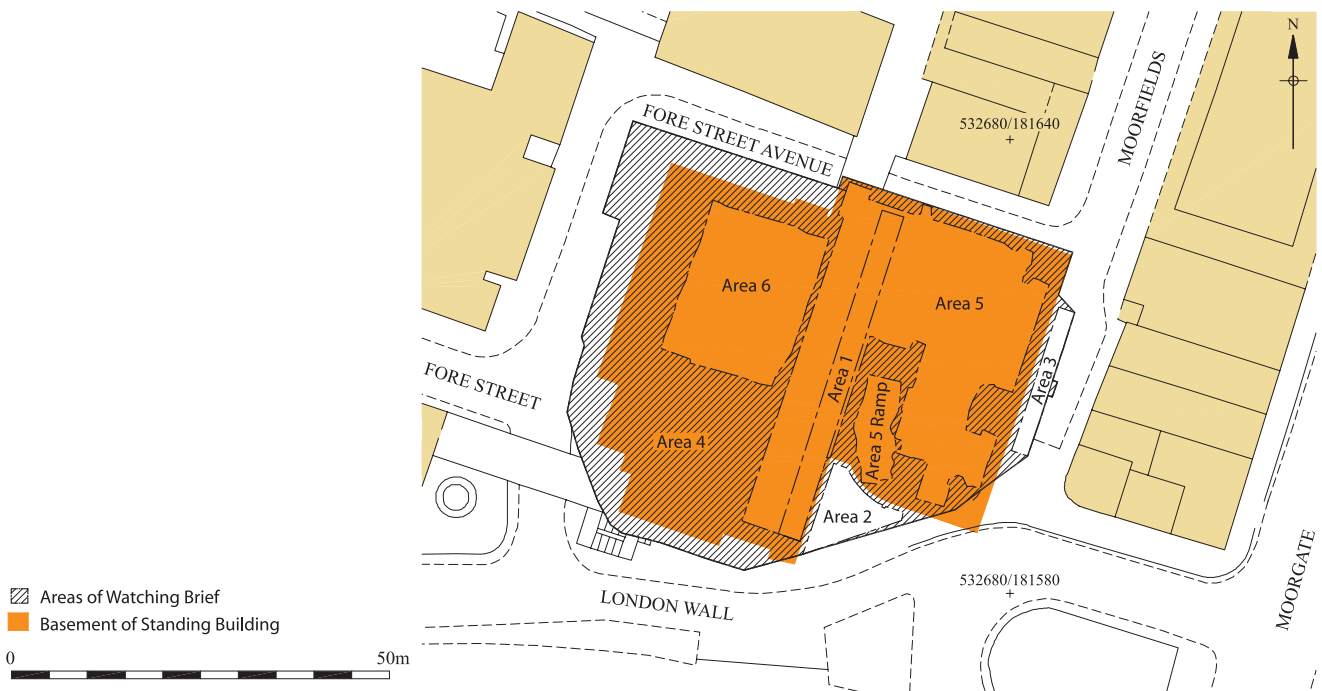 N
MOORFIELDS
532680/181640
FORE STREET AVENUE
Area 6
Area 5
Area 1
Area 3
FORE STREET
Area 5 Ramp
Area 4
Area 2
MOORGATE
532680/181580
LONDON WALL
Areas of Watching Brief
Basement of Standing Building
0 50m